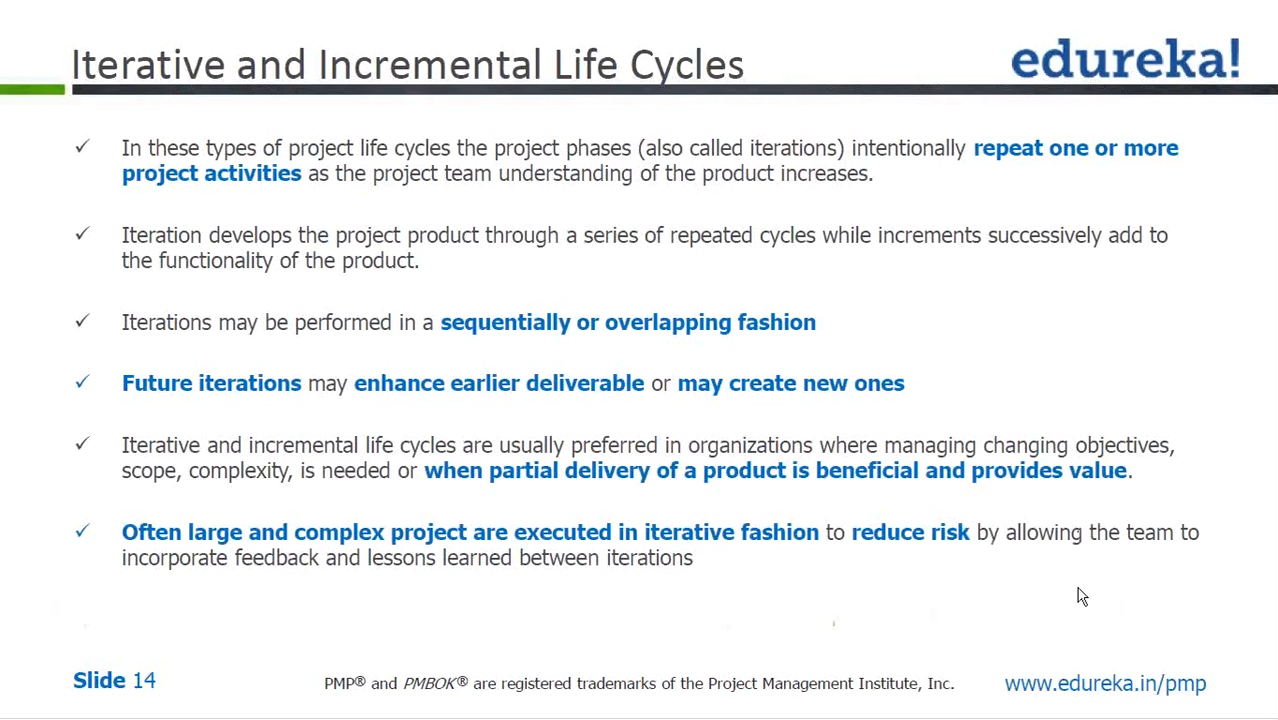 Iterative and Incremental Life Cycles
edureka!
✓ In these types of project life cycles the project phases (also called iterations) intentionally repeat one or more
project activities as the project team understanding of the product increases.
✓ Iteration develops the project product through a series of repeated cycles while increments successively add to
the functionality of the product.
✓ Iterations may be performed in a sequentially or overlapping fashion
✓ Future iterations may enhance earlier deliverable or may create new ones
✓ Iterative and incremental life cycles are usually preferred in organizations where managing changing objectives,
scope, complexity, is needed or when partial delivery of a product is beneficial and provides value.
✓ Often large and complex project are executed in iterative fashion to reduce risk by allowing the team to
incorporate feedback and lessons learned between iterations
Slide 14
PMP® and PMBOK® are registered trademarks of the Project Management Institute, Inc.
www.edureka.in/pmp